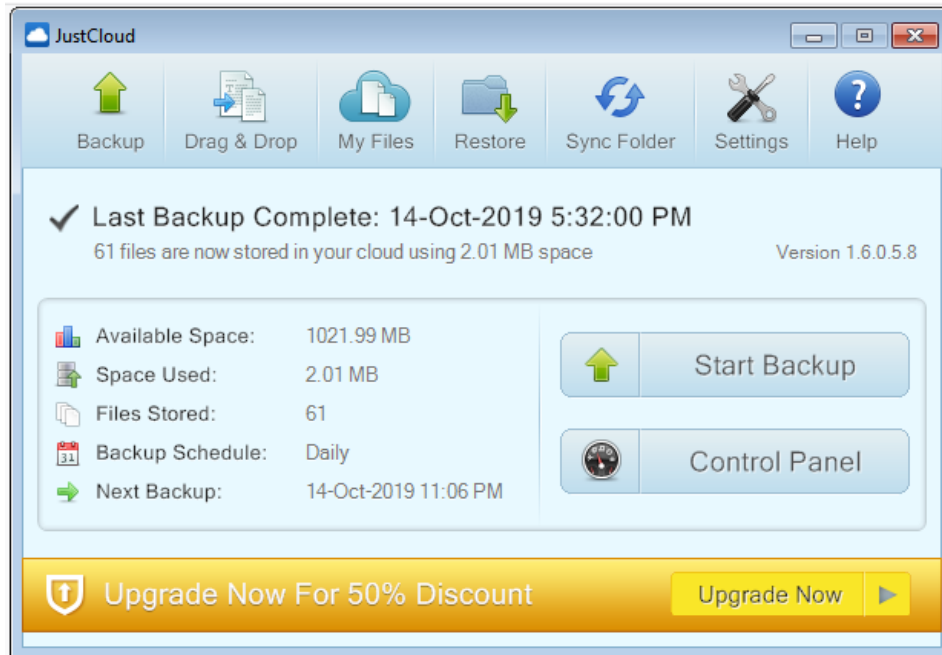 JustCloud
Backup
Drag & Drop
My Files
Restore
Sync Folder
Settings
Help
Last Backup Complete: 14-Oct-2019 5:32:00 PM
61 files are now stored in your cloud using 2.01 MB space
Version 1.6.0.5.8
Available Space: 1021.99 MB
Space Used: 2.01 MB
Files Stored: 61
31
Backup Schedule: Daily
Next Backup: 14-Oct-2019 11:06 PM
Start Backup
Control Panel
Upgrade Now For 50% Discount
Upgrade Now